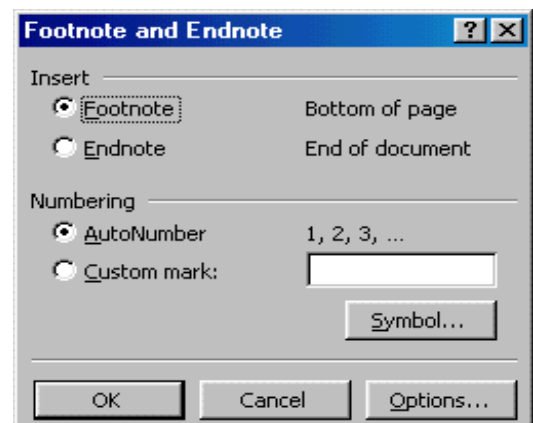 Footnote and Endnote
Insert
Footnote Bottom of page
Endnote End of document
Numbering
AutoNumber 1, 2, 3, ...
Custom mark:
Symbol...
OK Cancel Options...